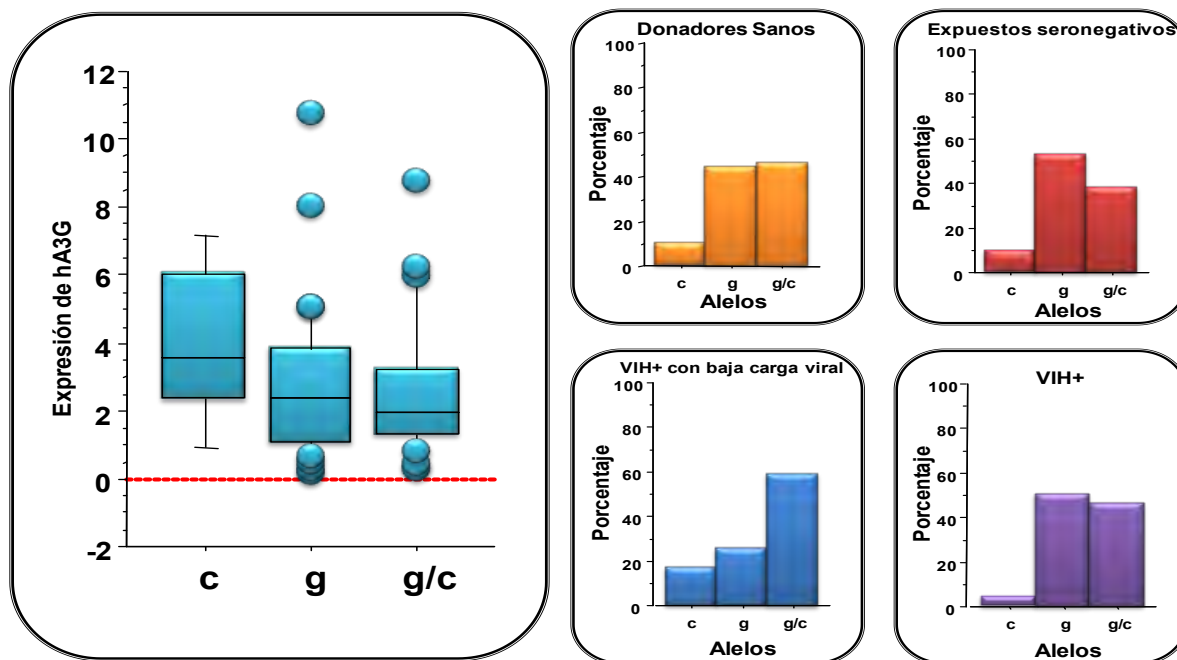 Expresión de hA3G
12
10
8
6
4
2
0
-2
c g g/c
Donadores Sanos
Porcentaje
100
80
60
40
20
0
c g g/c
Alelos
Expuestos seronegativos
Porcentaje
100
80
60
40
20
0
c g g/c
Alelos
VIH+ con baja carga viral
Porcentaje
100
80
60
40
20
0
c g g/c
Alelos
VIH+
Porcentaje
100
80
60
40
20
0
c g g/c
Alelos